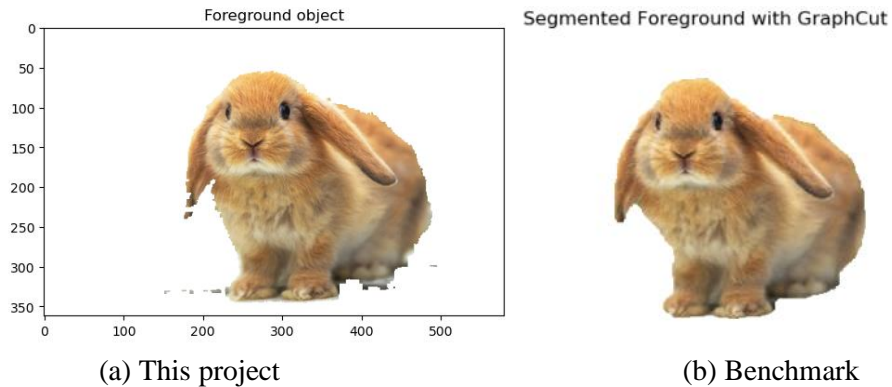 Foreground object
Segmented Foreground with GraphCut
0
50
100
150
200
250
300
350
0 100 200 300 400 500
(a) This project
(b) Benchmark